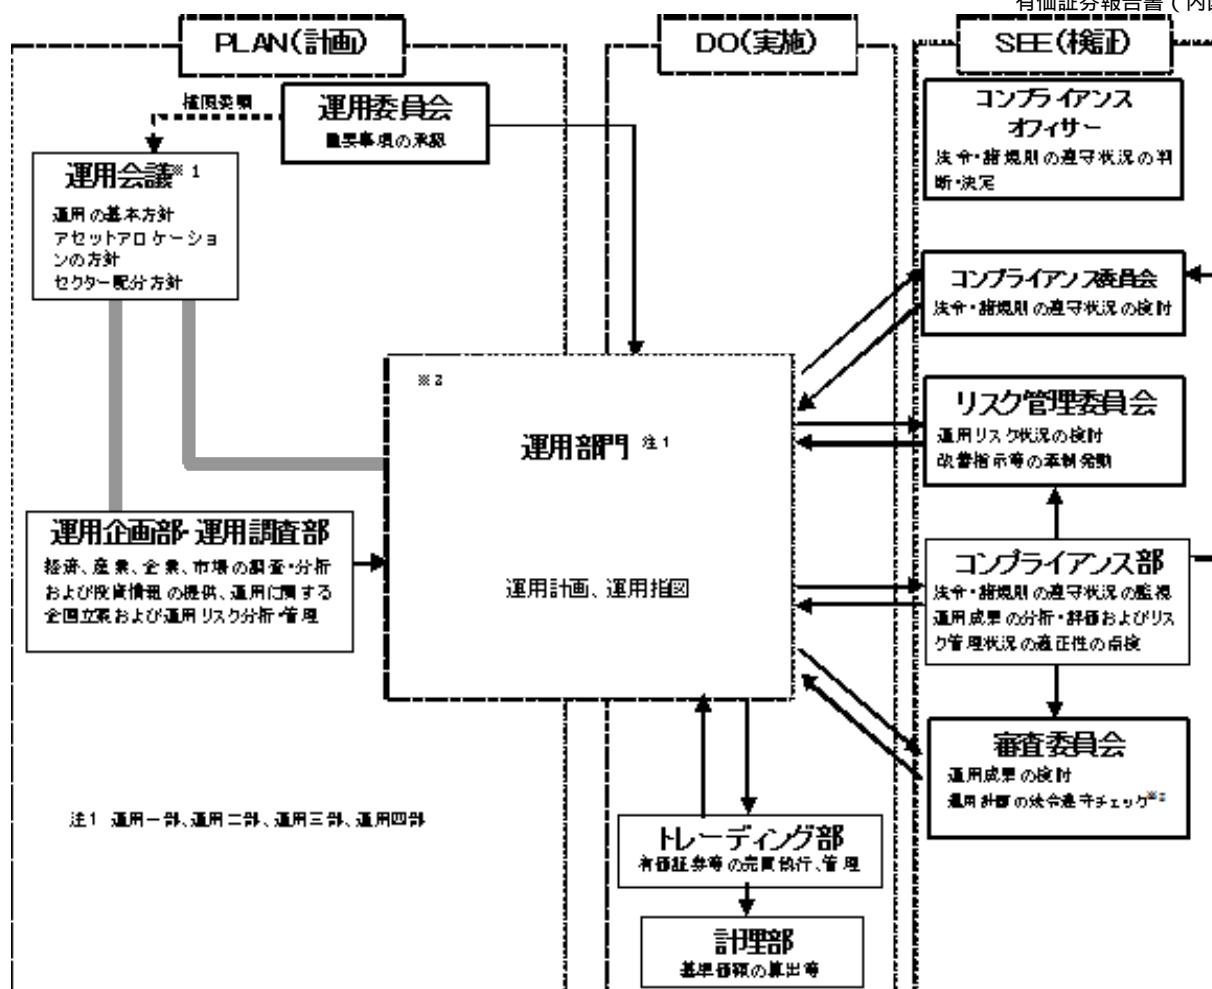 有価証券報告書（内国
PLAN(計画)
DO(実施)
SEE(検証)
権限委嘱
運用委員会
重要事項の承認
運用会議※1
運用の基本方針
アセットアロケーショ
ンの方針
セクター配分方針
コンプライアンス
オフィサー
法令・諸規則の遵守状況の判
断・決定
コンプライアンス委員会
法令・諸規則の遵守状況の検討
※2
運用部門 注1
運用計画、運用指図
リスク管理委員会
運用リスク状況の検討
改善指示等の牽制発動
運用企画部・運用調査部
経済、産業、企業、市場の調査・分析
および投資情報の提供、運用に関する
企画立案および運用リスク分析・管理
コンプライアンス部
法令・諸規則の遵守状況の監視
運用成果の分析・評価およびリス
ク管理状況の適正性の点検
審査委員会
運用成果の検討
運用計画の法令遵守チェック
注1 運用一部、運用二部、運用三部、運用四部
トレーディング部
有価証券等の売買執行、管理
計理部
基準価額の算出等